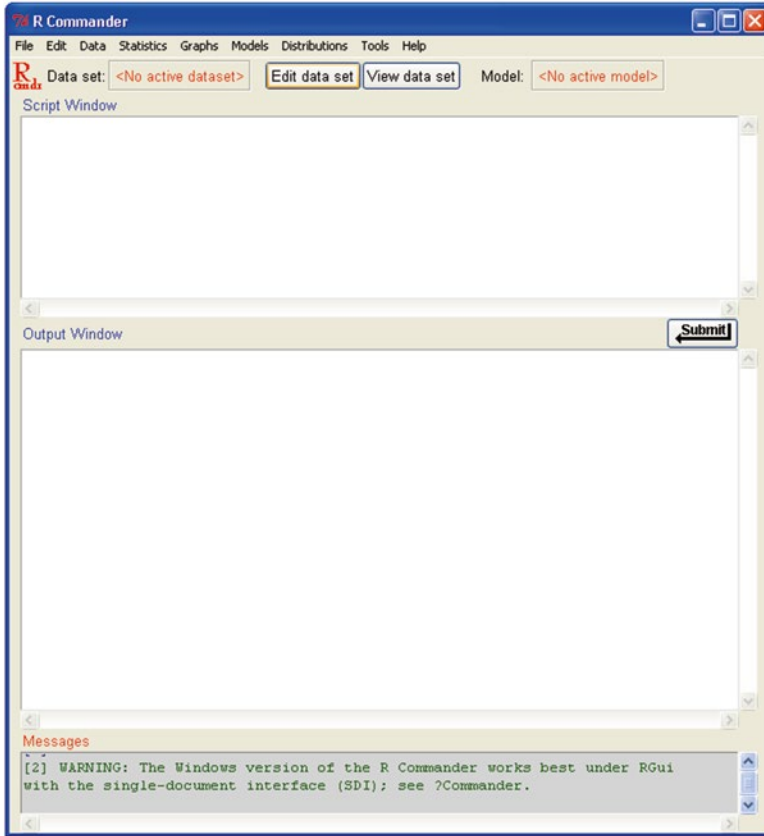 R Commander
File Edit Data Statistics Graphs Models Distributions Tools Help
R cmdr Data set: <No active dataset> Edit data set View data set Model: <No active model>
Script Window
Output Window Submit
Messages
[2] WARNING: The Windows version of the R Commander works best under RGui
with the single-document interface (SDI); see ?Commander.